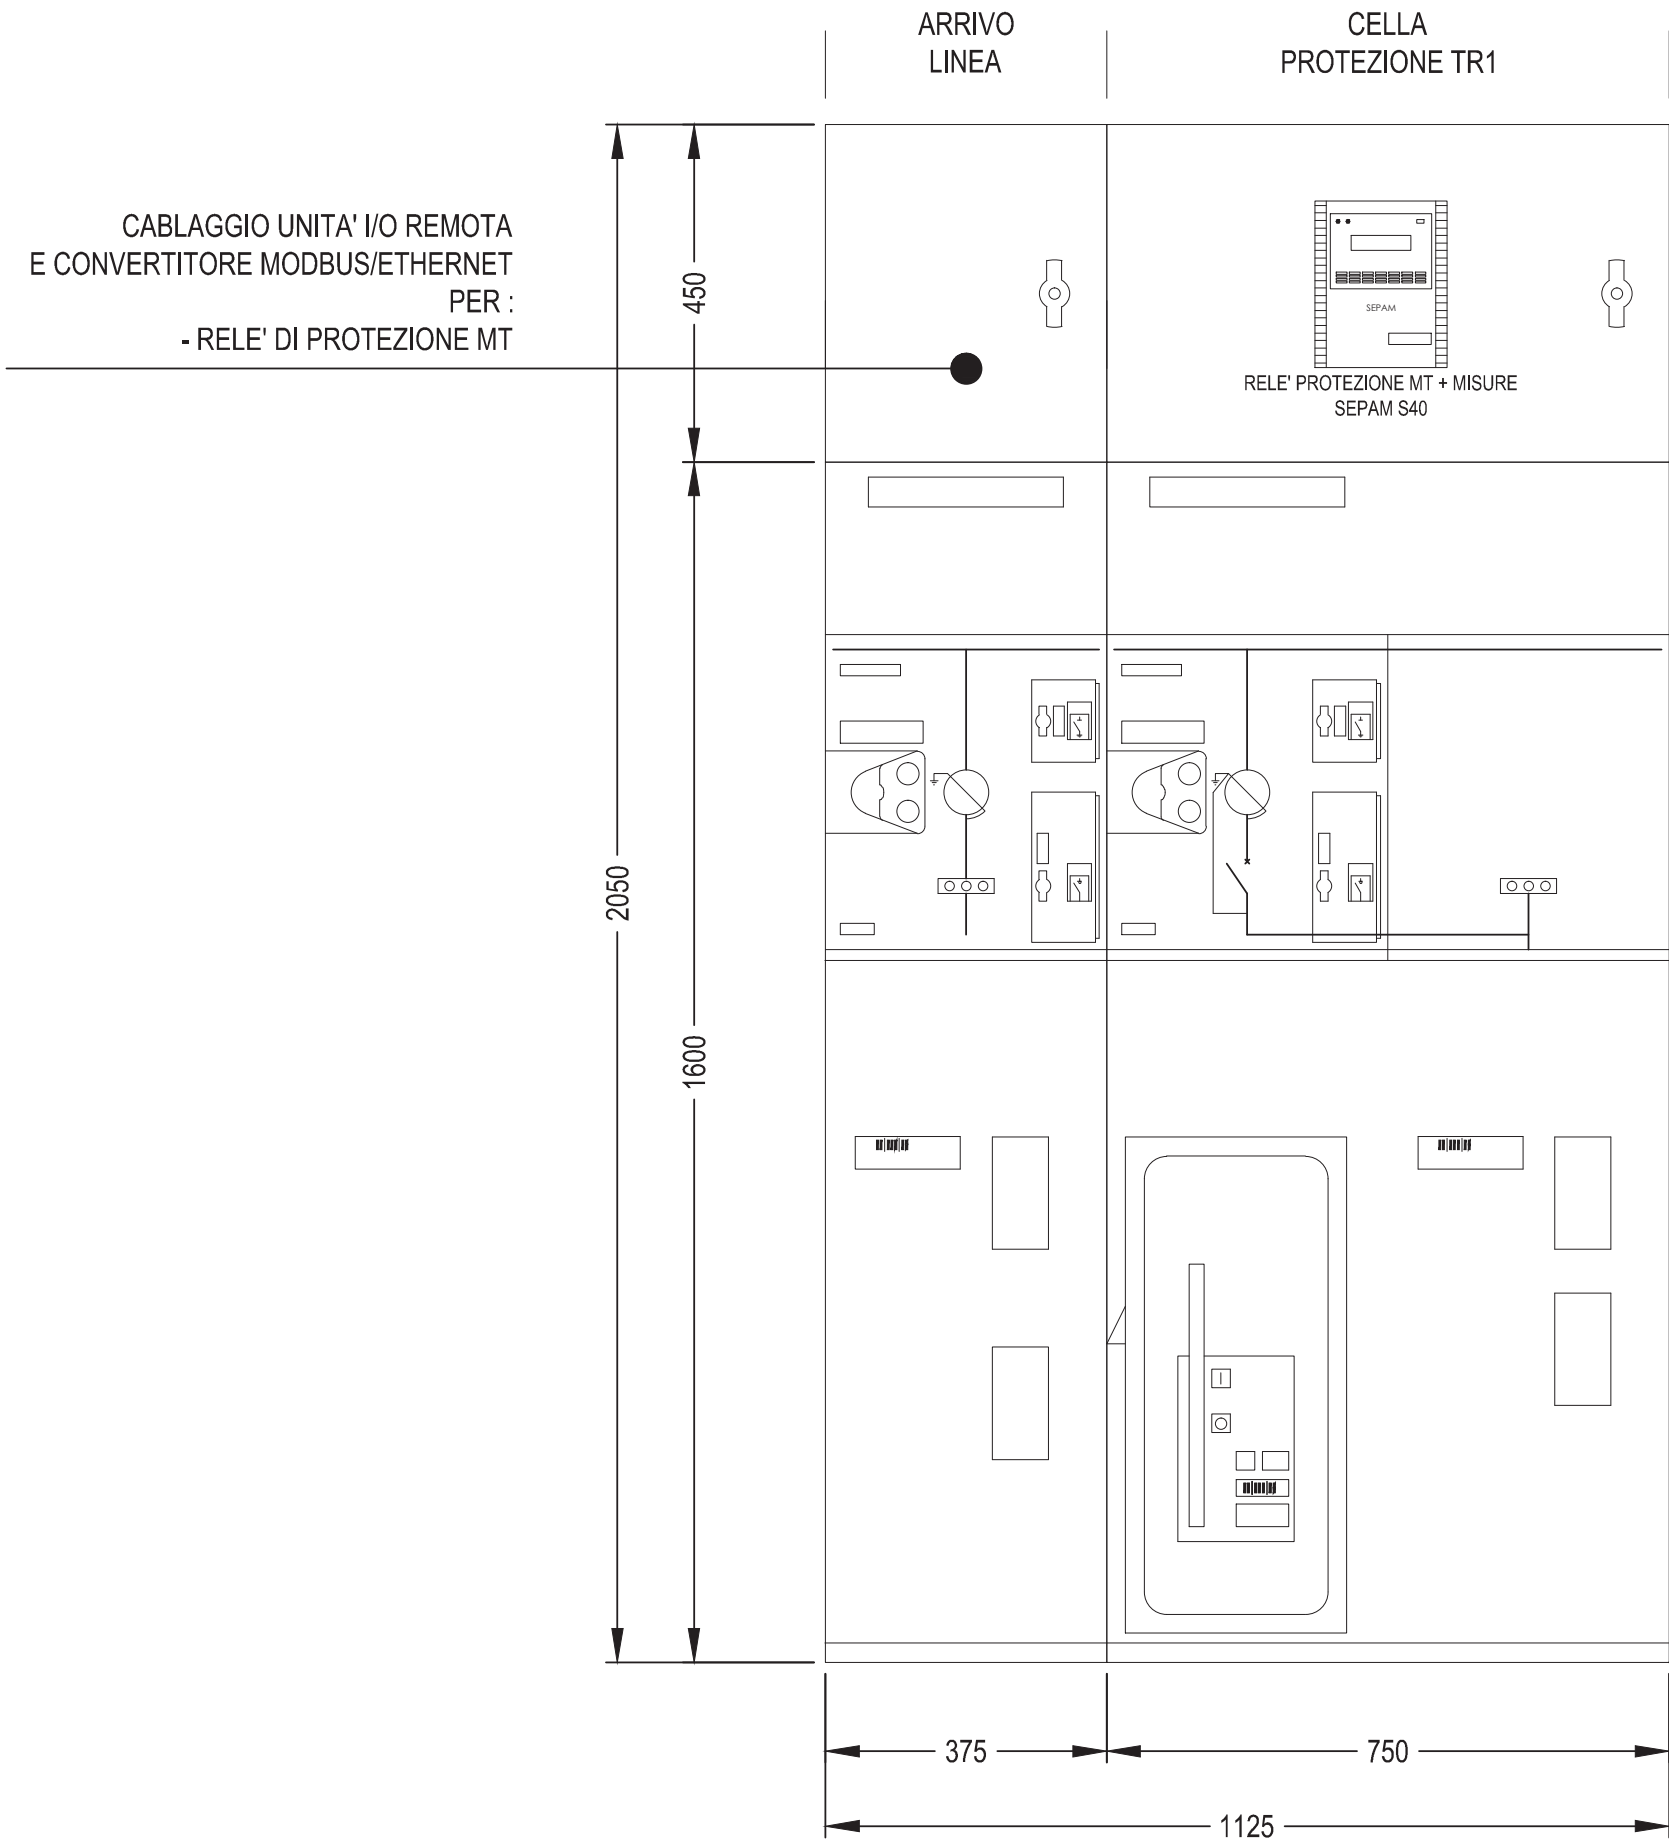 ARRIVO
LINEA
CELLA
PROTEZIONE TR1
CABLAGGIO UNITA' I/O REMOTA
E CONVERTITORE MODBUS/ETHERNET
PER :
- RELE' DI PROTEZIONE MT
450
SEPAM
RELE' PROTEZIONE MT + MISURE
SEPAM S40
2050
1600
375
750
1125